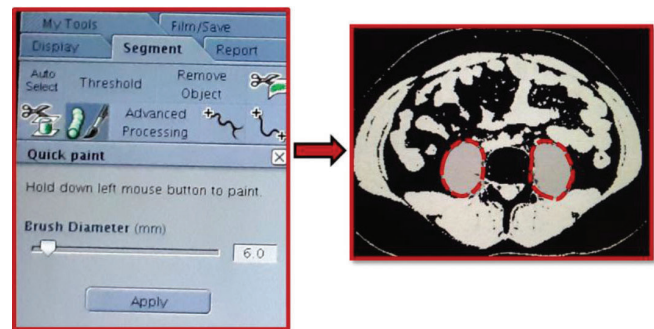 My Tools Film/Save
Display Segment Report
Auto Select Threshold Remove Object
Advanced Processing
Quick paint
Hold down left mouse button to paint.
Brush Diameter (mm)
6.0
Apply